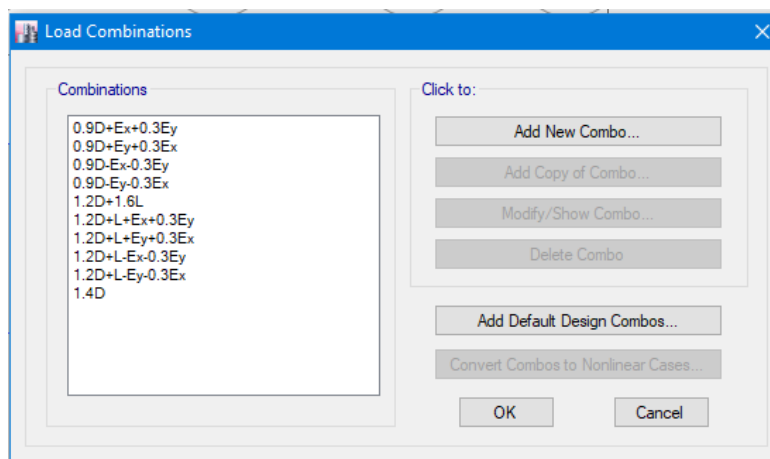 Load Combinations
Combinations
0.9D+Ex+0.3Ey
0.9D+Ey+0.3Ex
0.9D-Ex-0.3Ey
0.9D-Ey-0.3Ex
1.2D+1.6L
1.2D+L+Ex+0.3Ey
1.2D+L+Ey+0.3Ex
1.2D+L-Ex-0.3Ey
1.2D+L-Ey-0.3Ex
1.4D
Click to:
Add New Combo...
Add Copy of Combo...
Modify/Show Combo...
Delete Combo
Add Default Design Combos...
Convert Combos to Nonlinear Cases...
OK
Cancel